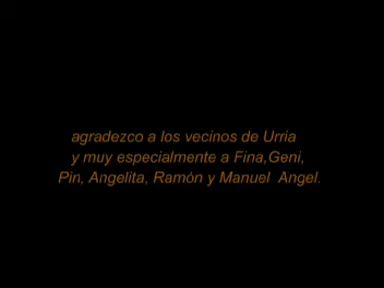 agradezco a los vecinos de Urria
y muy especialmente a Fina,Geni,
Pin, Angelita, Ramón y Manuel Angel.